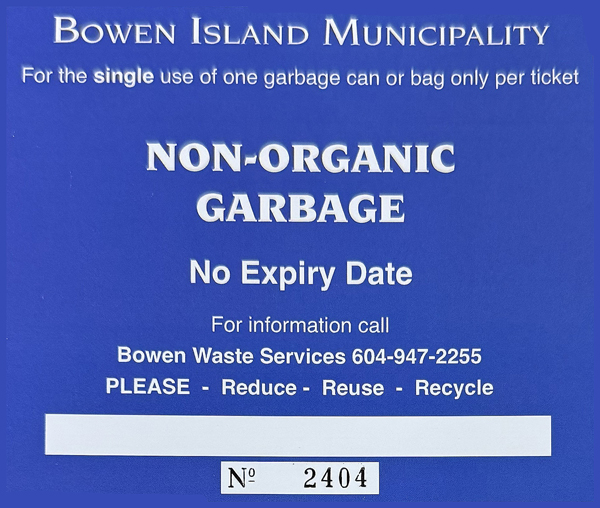 BOWEN ISLAND MUNICIPALITY
For the single use of one garbage can or bag only per ticket
NON-ORGANIC
GARBAGE
No Expiry Date
For information call
Bowen Waste Services 604-947-2255
PLEASE - Reduce - Reuse - Recycle
Nº 2404